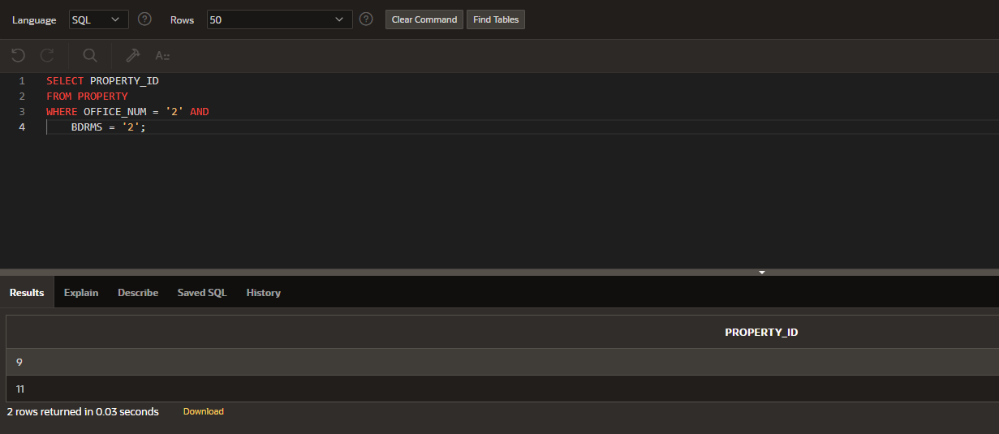 Language SQL ? Rows 50 ? Clear Command Find Tables
A
1 SELECT PROPERTY_ID
2 FROM PROPERTY
3 WHERE OFFICE_NUM = '2' AND
4 BDRMS = '2';
Results Explain Describe Saved SQL History
PROPERTY_ID
9
11
2 rows returned in 0.03 seconds Download